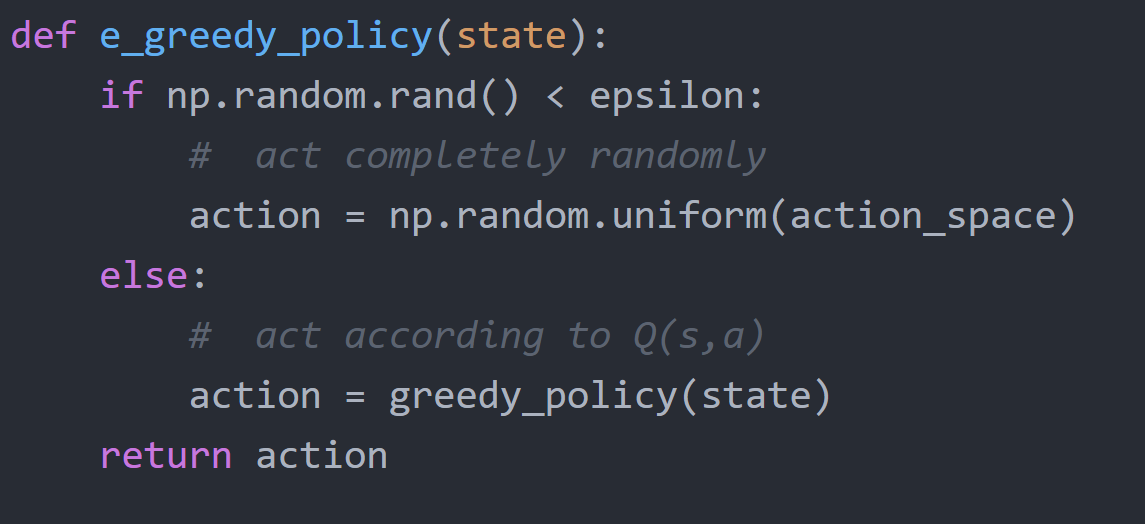 def e_greedy_policy(state):
    if np.random.rand() < epsilon:
        #  act completely randomly
        action = np.random.uniform(action_space)
    else:
        #  act according to Q(s,a)
        action = greedy_policy(state)
    return action